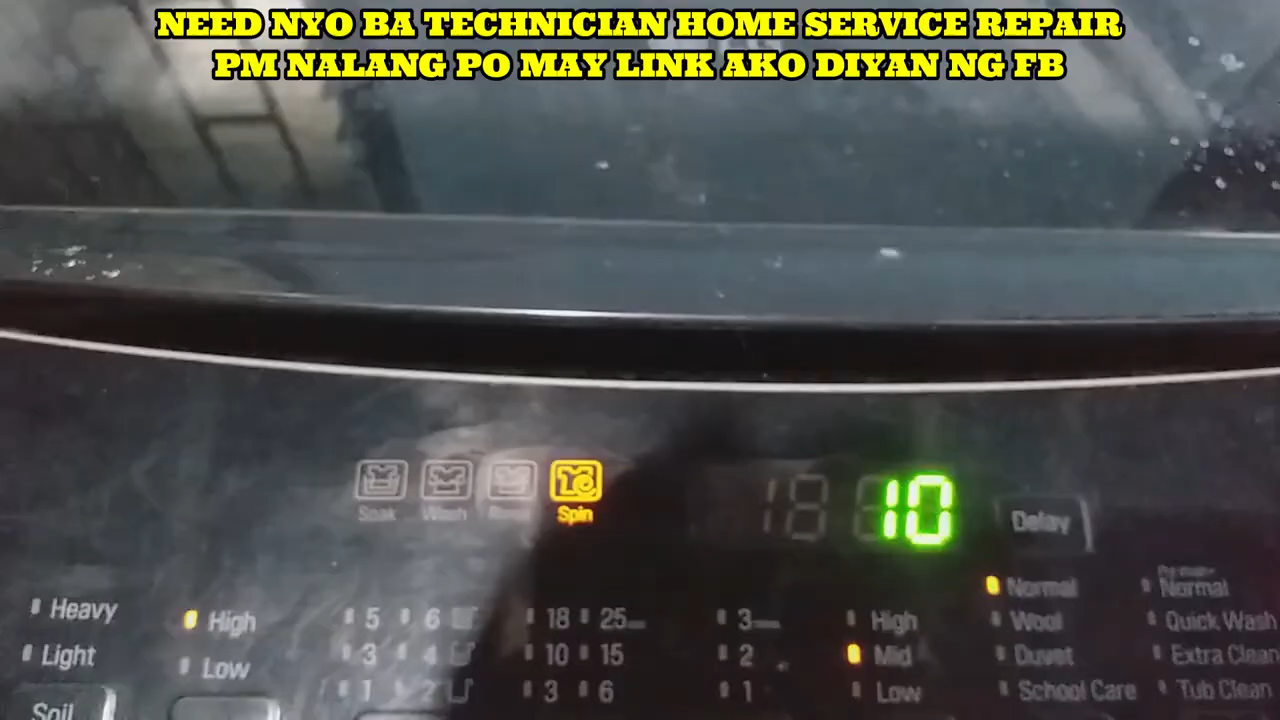 NEED NYO BA TECHNICIAN HOME SERVICE REPAIR
PM NALANG PO MAY LINK AKO DIYAN NG FB
Soak Wash Spin
10
Delay
Heavy High 5 6 18 25 3 High Normal Normal
Light Low 3 4 10 15 2 Mid Wool Quick Wash
1 2 3 6 1 Low Duvet Extra Clean
School Care Tub Clean
Soil